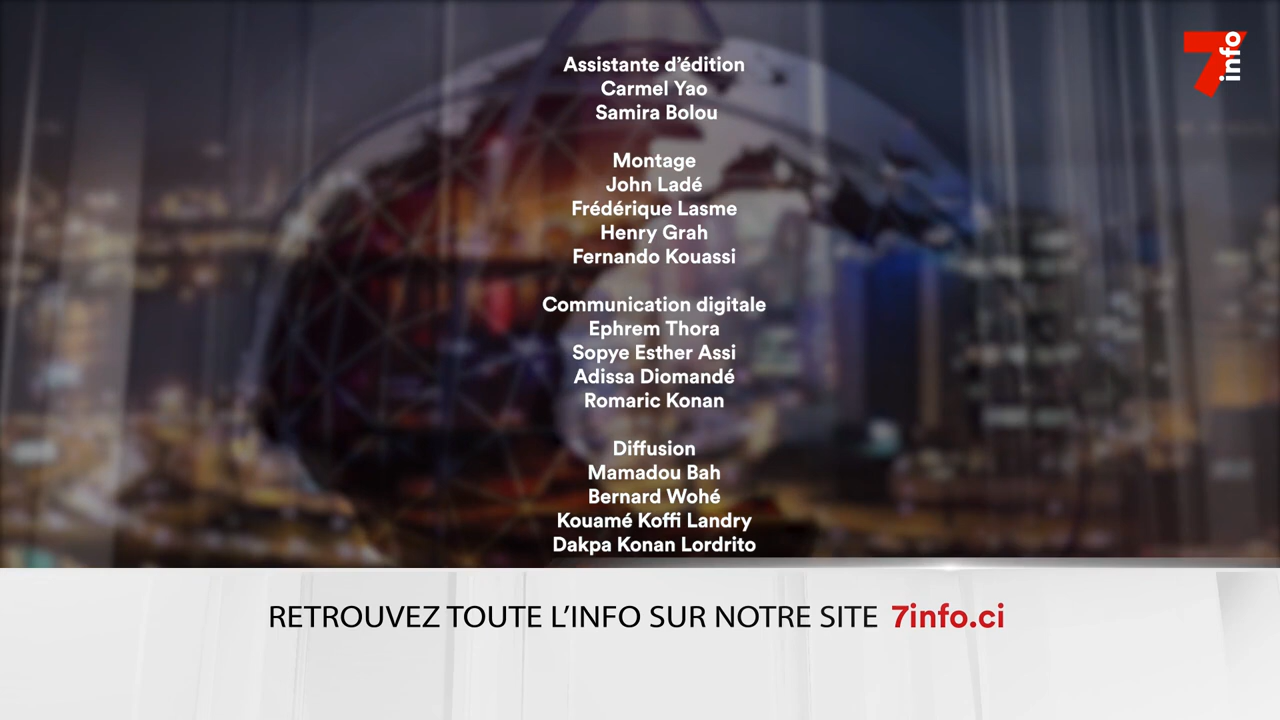 7info
Assistante d'édition
Carmel Yao
Samira Bolou
Montage
John Ladé
Frédérique Lasme
Henry Grah
Fernando Kouassi
Communication digitale
Ephrem Thora
Sopye Esther Assi
Adissa Diomandé
Romaric Konan
Diffusion
Mamadou Bah
Bernard Wohé
Kouamé Koffi Landry
Dakpa Konan Lordrito
RETROUVEZ TOUTE L'INFO SUR NOTRE SITE 7info.ci